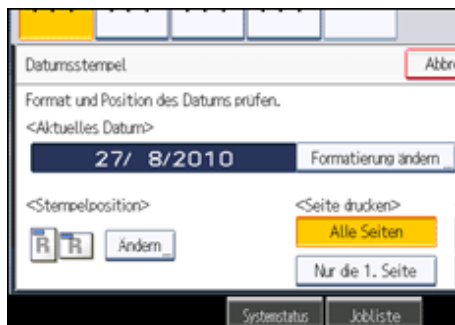 Datumsstempel
Format und Position des Datums prüfen.
<Aktuelles Datum>
27/ 8/2010 Formatierung ändern
<Stempelposition> <Seite drucken>
R R Ändern Alle Seiten
Nur die 1. Seite
Systemstatus Jobliste